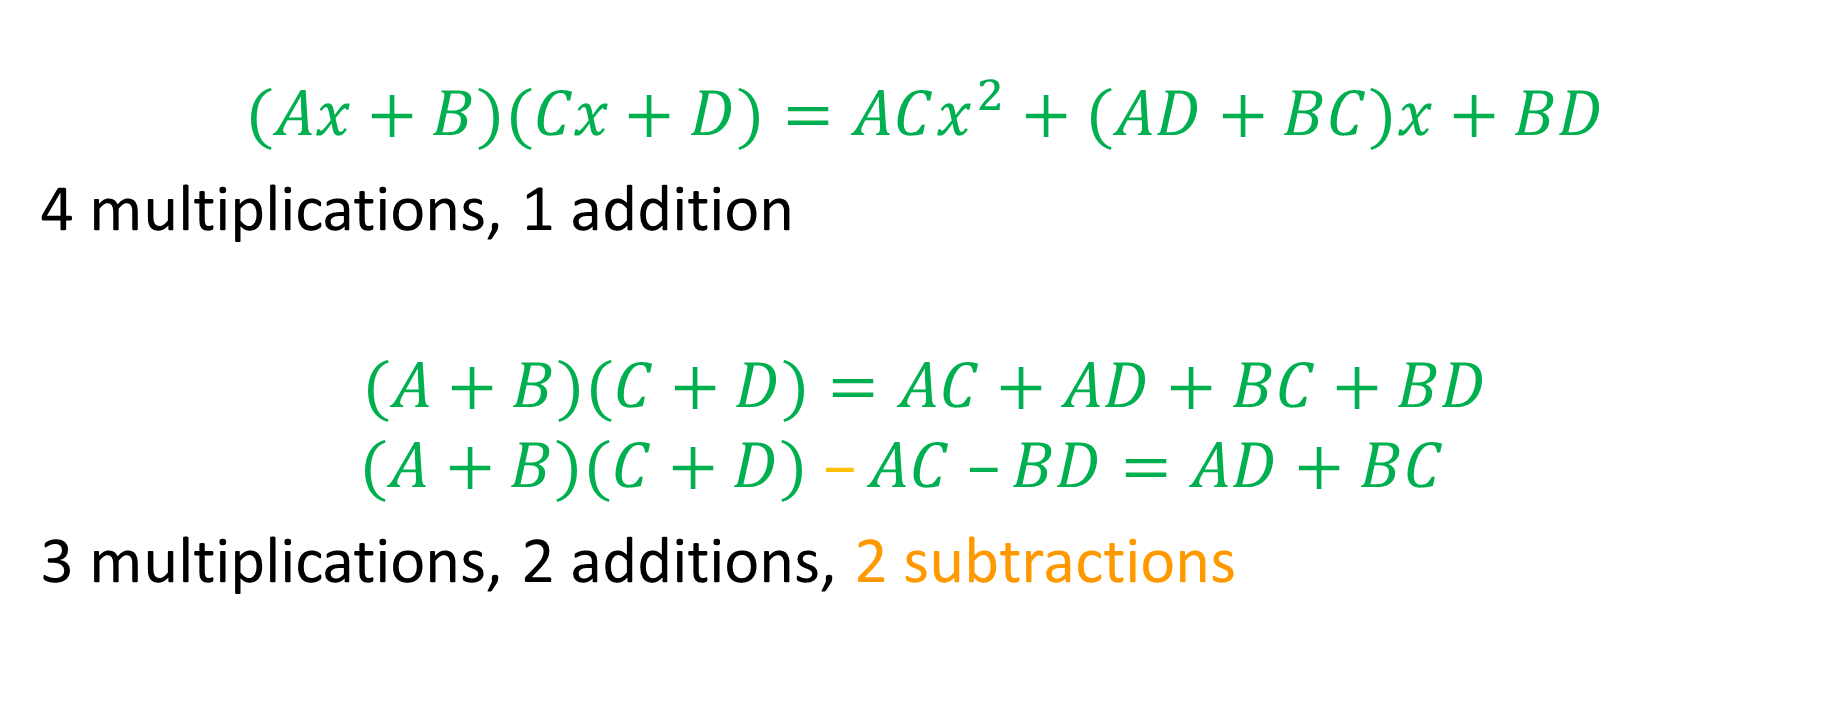 (Ax + B)(Cx + D) = ACx² + (AD + BC)x + BD
4 multiplications, 1 addition
(A + B)(C + D) = AC + AD + BC + BD
(A + B)(C + D) – AC – BD = AD + BC
3 multiplications, 2 additions, 2 subtractions